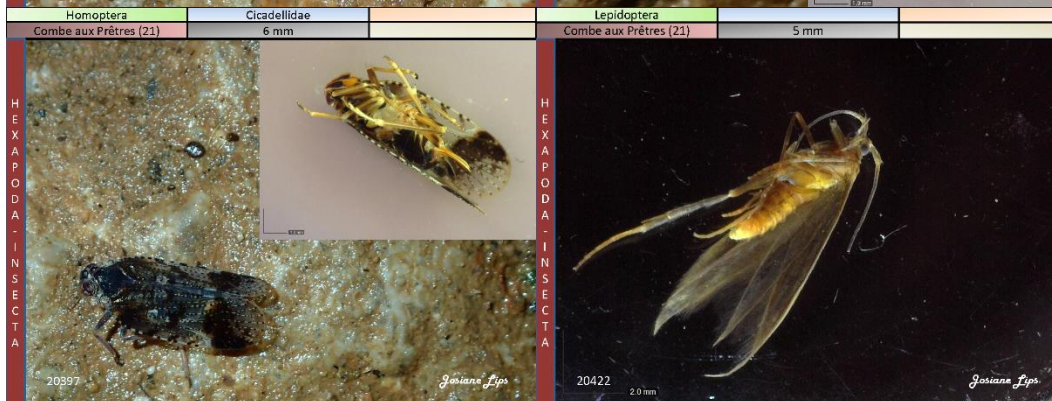 Homoptera
Cicadellidae
Combe aux Prêtres (21)
6 mm
HEXAPODA - INSECTA
20397
Josiane Lips
Lepidoptera
Combe aux Prêtres (21)
5 mm
HEXAPODA - INSECTA
20422
2.0 mm
Josiane Lips